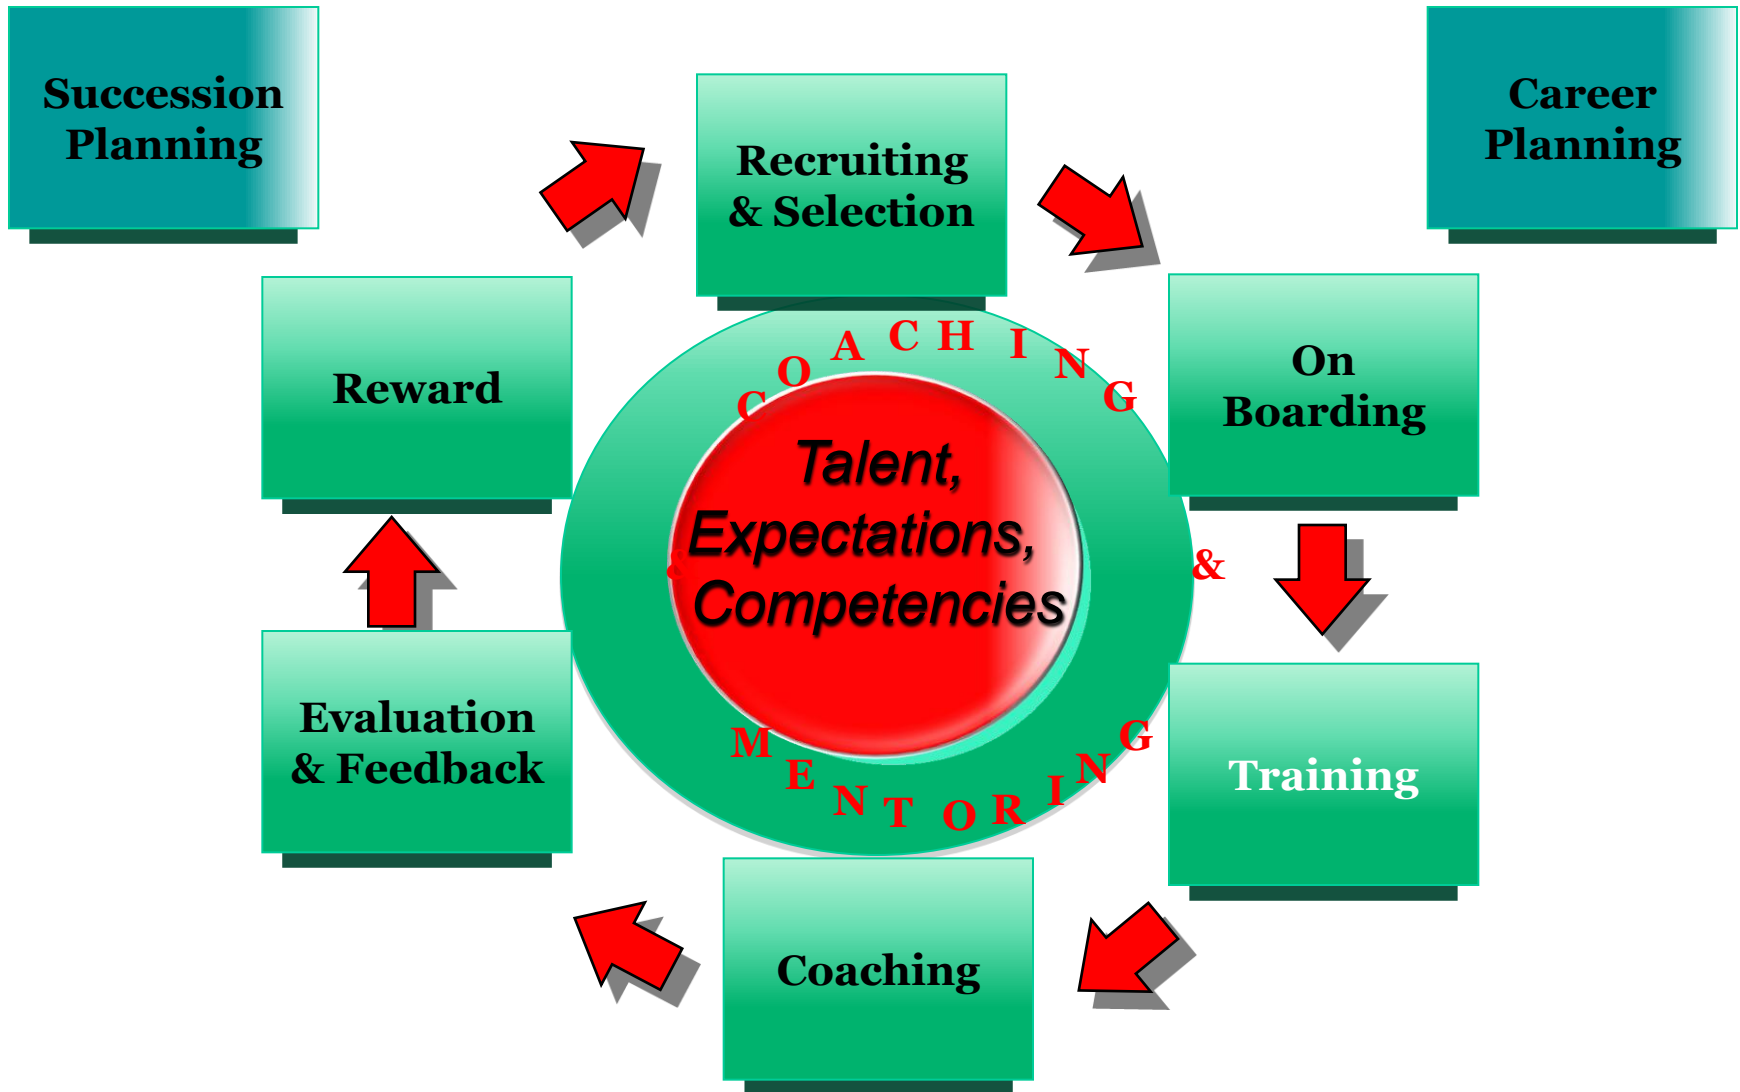 Succession
Planning
Career
Planning
Recruiting
& Selection
On
Boarding
Reward
COACHING
Talent,
Expectations,
Competencies
&
&
MENTORING
Evaluation
& Feedback
Training
Coaching